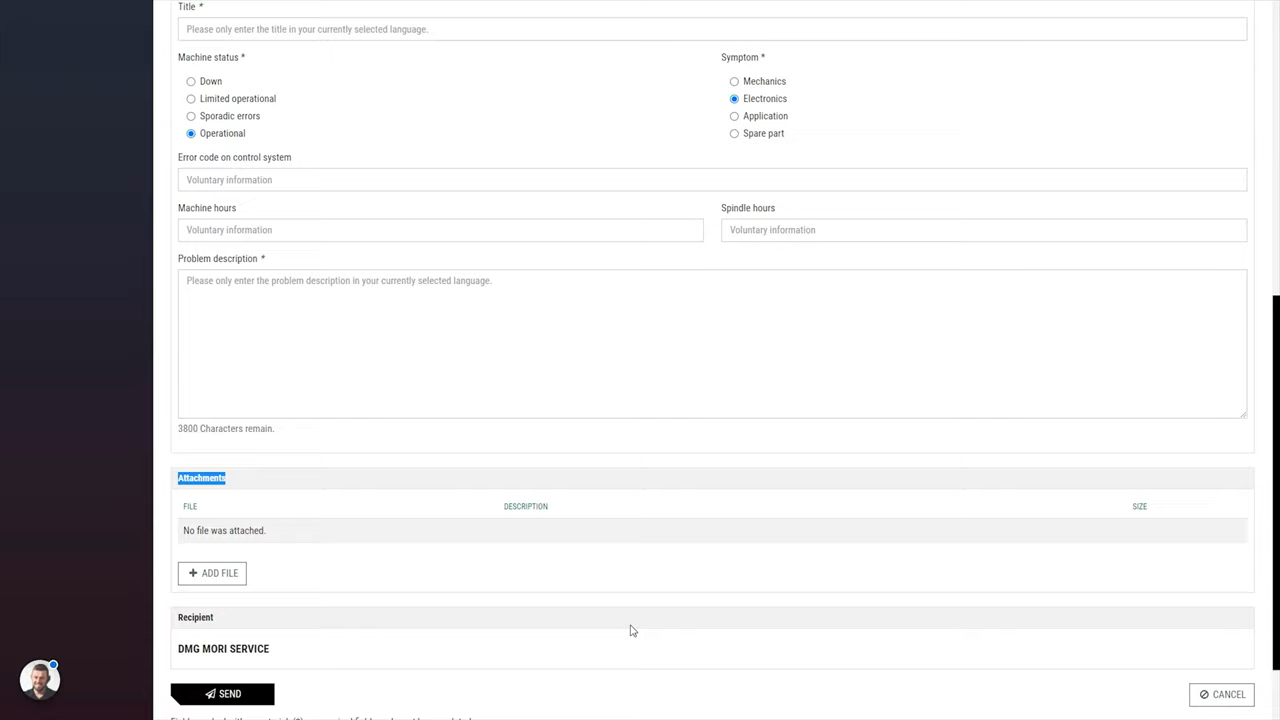 Title *
Please only enter the title in your currently selected language.
Machine status *
Symptom *
Down
Mechanics
Limited operational
Electronics
Sporadic errors
Application
Operational
Spare part
Error code on control system
Voluntary information
Machine hours
Spindle hours
Voluntary information
Voluntary information
Problem description *
Please only enter the problem description in your currently selected language.
3800 Characters remain.
Attachments
FILE DESCRIPTION SIZE
No file was attached.
+ ADD FILE
Recipient
DMG MORI SERVICE
SEND
CANCEL